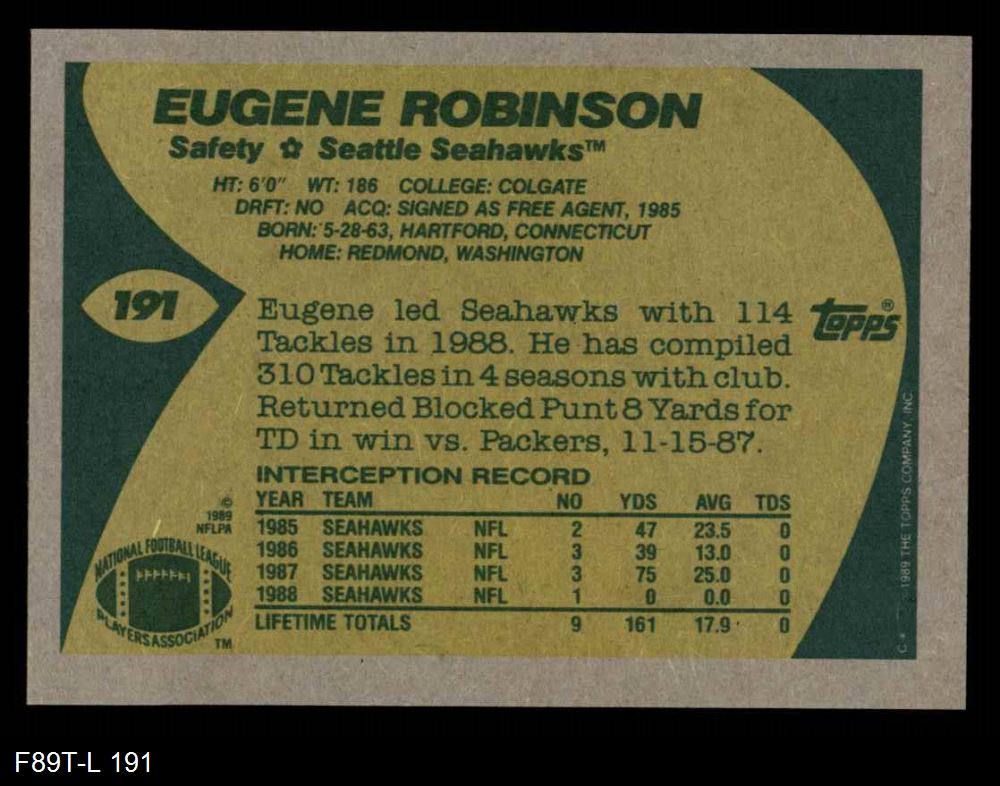 EUGENE ROBINSON
Safety ☆ Seattle Seahawks™
HT: 6'0" WT: 186 COLLEGE: COLGATE
DRFT: NO ACQ: SIGNED AS FREE AGENT, 1985
BORN: 5-28-63, HARTFORD, CONNECTICUT
HOME: REDMOND, WASHINGTON
191
Eugene led Seahawks with 114
Tackles in 1988. He has compiled
310 Tackles in 4 seasons with club.
Returned Blocked Punt 8 Yards for
TD in win vs. Packers, 11-15-87.
topps®
INTERCEPTION RECORD
YEAR TEAM NO YDS AVG TDS
1985 SEAHAWKS NFL 2 47 23.5 0
1986 SEAHAWKS NFL 3 39 13.0 0
1987 SEAHAWKS NFL 3 75 25.0 0
1988 SEAHAWKS NFL 1 0 0.0 0
LIFETIME TOTALS 9 161 17.9 0
©
1989
NFLPA
NATIONAL FOOTBALL LEAGUE
PLAYERS ASSOCIATION
TM
C* ©1989 THE TOPPS COMPANY, INC.
F89T-L 191